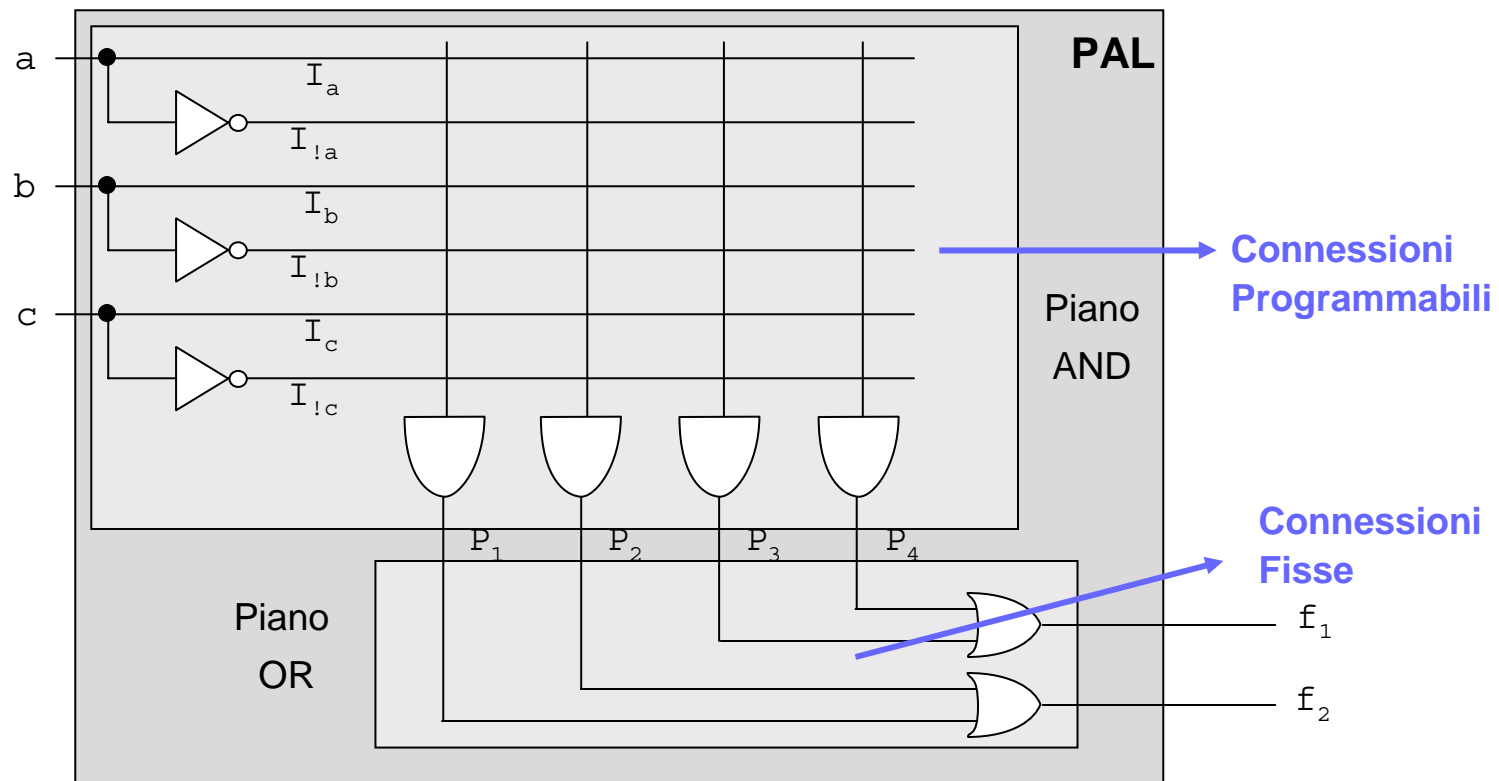 PAL
a
I_a
I_!a
b
I_b
I_!b
c
I_c
I_!c
Connessioni
Programmabili
Piano
AND
P_1
P_2
P_3
P_4
Connessioni
Fisse
Piano
OR
f_1
f_2